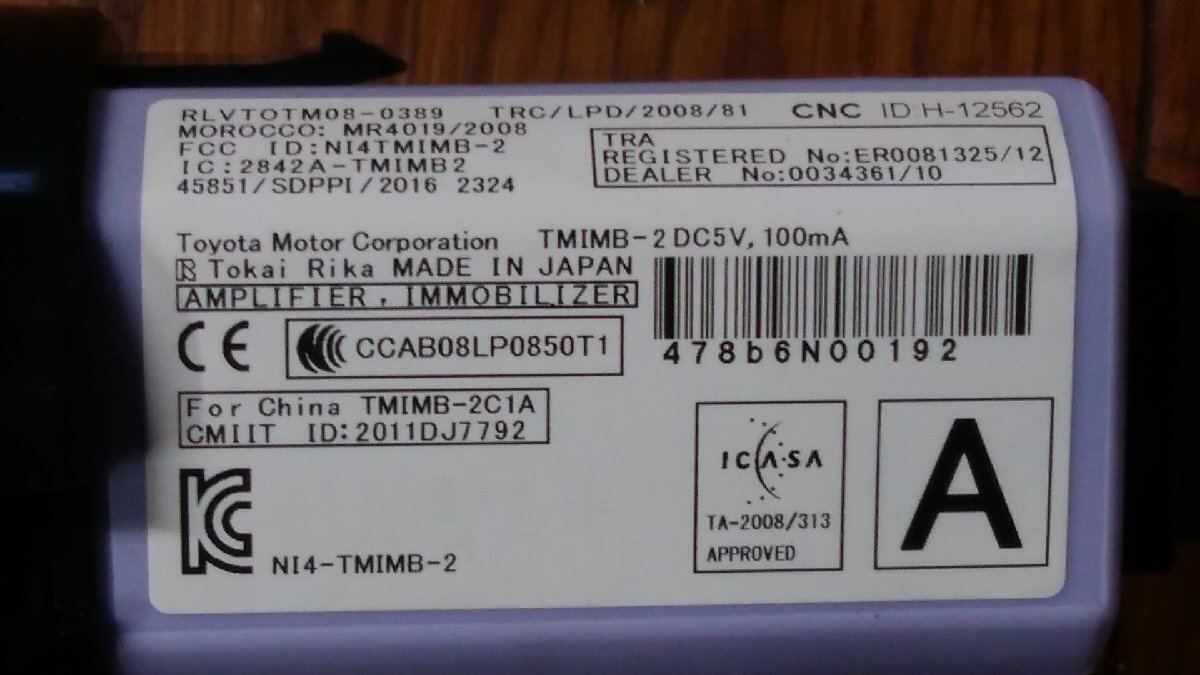 RLVTOTM08-0389 TRC/LPD/2008/81 CNC ID:H-12562
MOROCCO: MR4019/2008
FCC ID:NI4TMIMB-2
IC:2842A-TMIMB2
45851/SDPPI/2016 2324
TRA
REGISTERED No:ER0081325/12
DEALER No:0034361/10
Toyota Motor Corporation TMIMB-2 DC5V, 100mA
R Tokai Rika MADE IN JAPAN
AMPLIFIER, IMMOBILIZER
CE
CCAB08LP0850T1
478b6N00192
For China TMIMB-2C1A
CMIIT ID:2011DJ7792
KC
NI4-TMIMB-2
ICASA
TA-2008/313
APPROVED
A